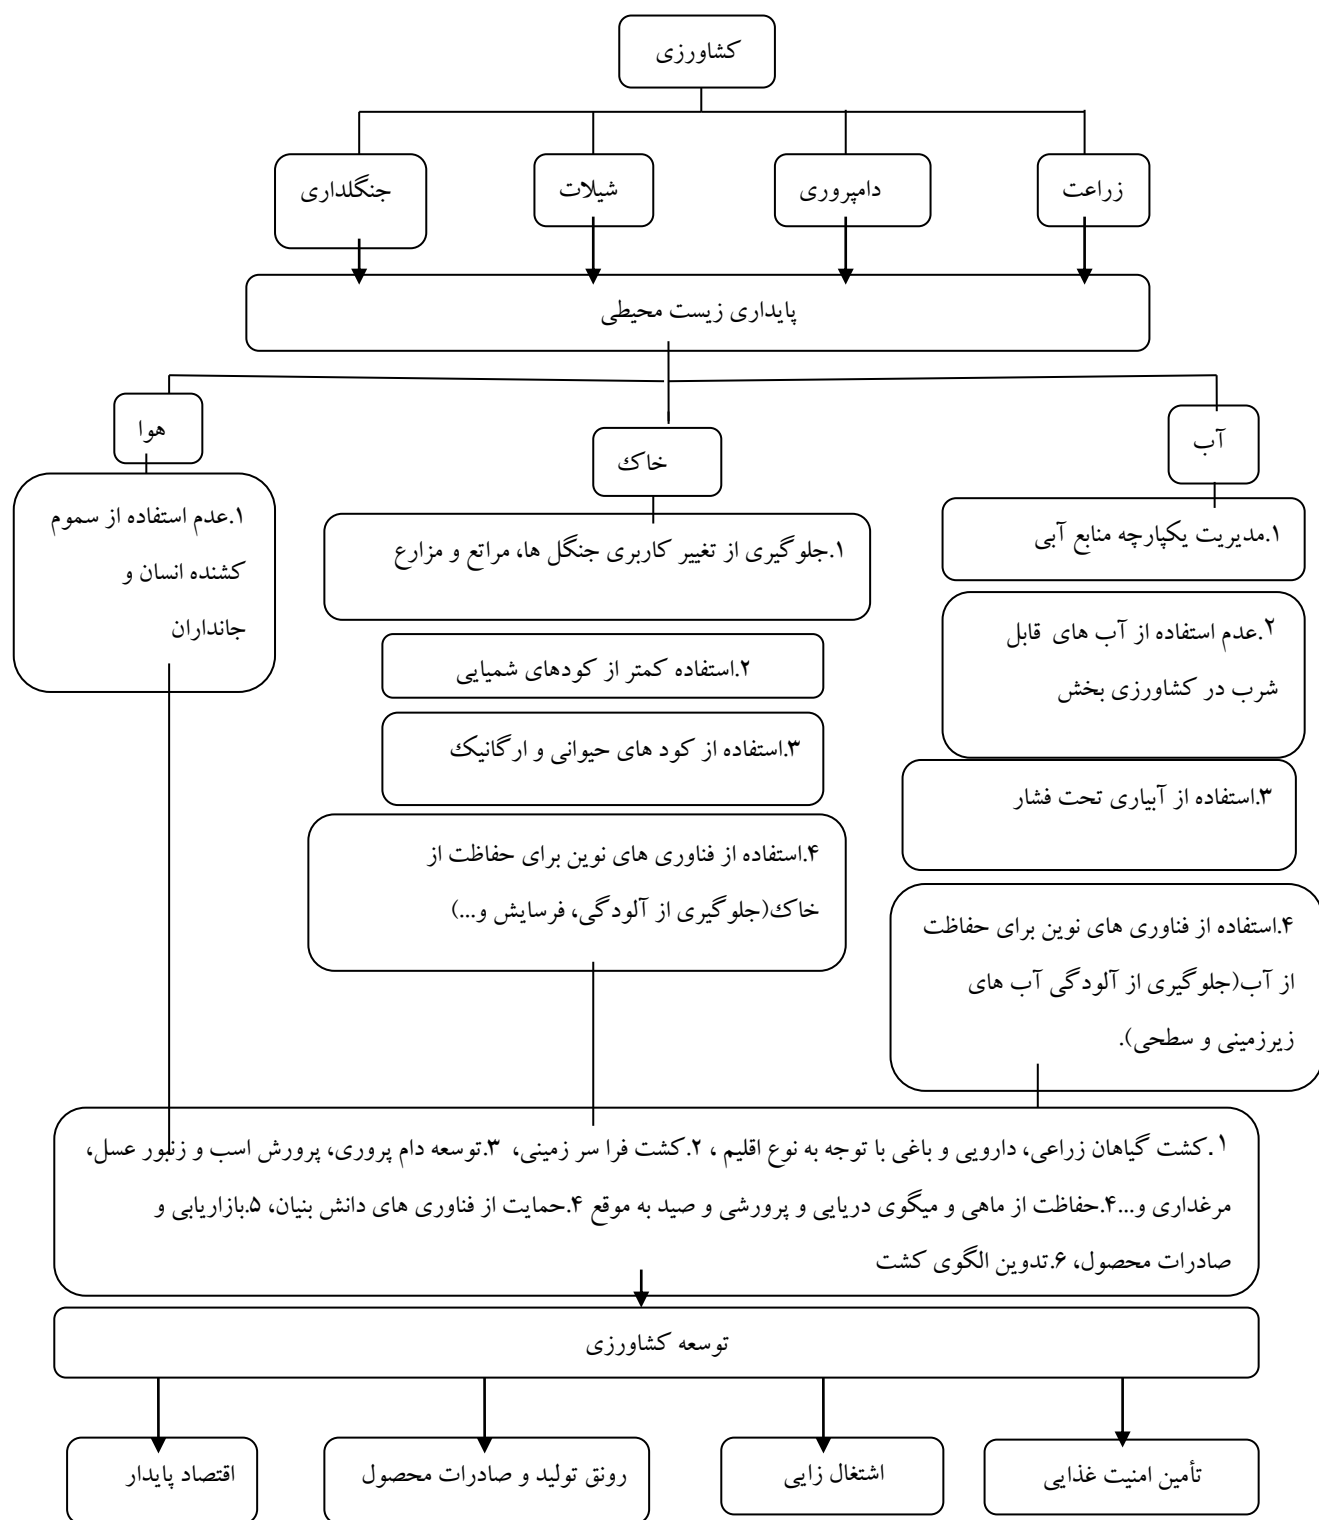 کشاورزی
زراعت
دامپروری
شیلات
جنگلداری
پایداری زیست محیطی
آب
خاک
هوا
۱.مدیریت یکپارچه منابع آبی
۲.عدم استفاده از آب های قابل
شرب در کشاورزی بخش
۳.استفاده از آبیاری تحت فشار
۴.استفاده از فناوری های نوین برای حفاظت
از آب(جلوگیری از آلودگی آب های
زیرزمینی و سطحی).
۱.جلوگیری از تغییر کاربری جنگل ها، مراتع و مزارع
۲.استفاده کمتر از کودهای شمیایی
۳.استفاده از کود های حیوانی و ارگانیک
۴.استفاده از فناوری های نوین برای حفاظت از
خاک(جلوگیری از آلودگی، فرسایش و...)
۱.عدم استفاده از سموم
کشنده انسان و
جانداران
۱.کشت گیاهان زراعی، دارویی و باغی با توجه به نوع اقلیم ، ۲.کشت فرا سر زمینی، ۳.توسعه دام پروری، پرورش اسب و زنبور عسل،
مرغداری و...۴.حفاظت از ماهی و میگوی دریایی و پرورشی و صید به موقع ۴.حمایت از فناوری های دانش بنیان، ۵.بازاریابی و
صادرات محصول، ۶.تدوین الگوی کشت
توسعه کشاورزی
تأمین امنیت غذایی
اشتغال زایی
رونق تولید و صادرات محصول
اقتصاد پایدار